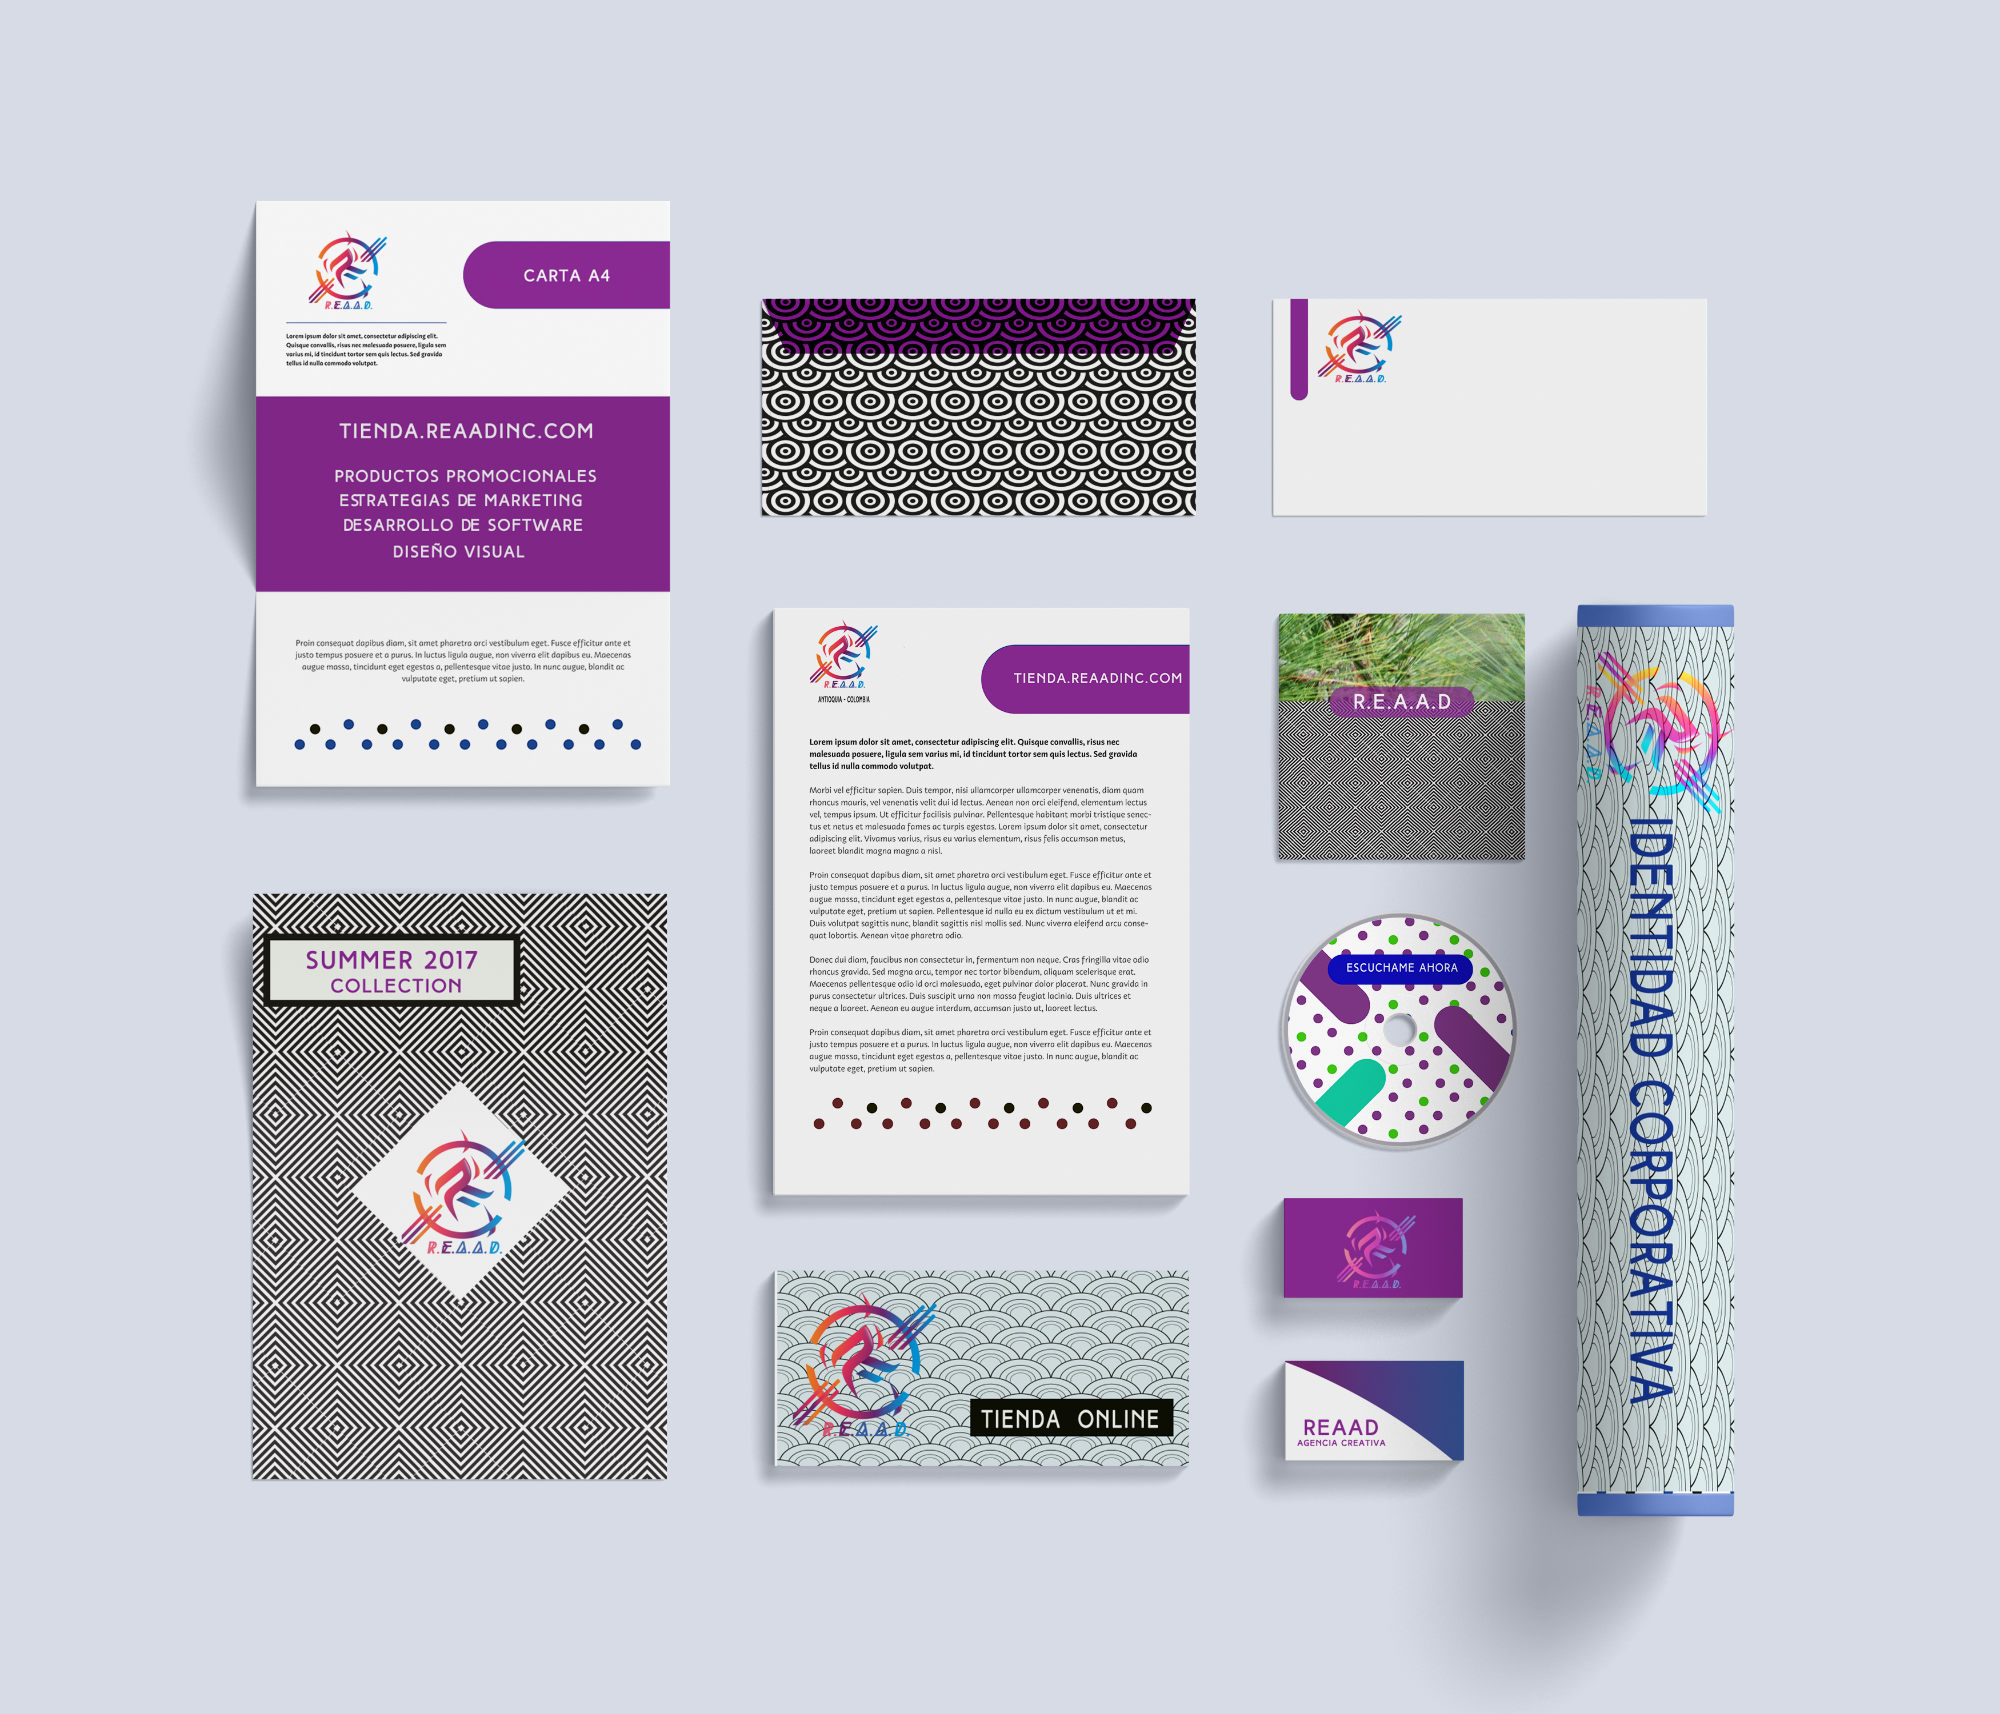 R.E.A.A.D.
CARTA A4
Lorem ipsum dolor sit amet, consectetur adipiscing elit.
Quisque convallis, risus nec malesuada posuere, ligula sem
varius mi, id tincidunt tortor sem quis lectus. Sed gravida
tellus id nulla commodo volutpat.
TIENDA.REAADINC.COM
PRODUCTOS PROMOCIONALES
ESTRATEGIAS DE MARKETING
DESARROLLO DE SOFTWARE
DISEÑO VISUAL
Proin consequat dapibus diam, sit amet pharetra orci vestibulum eget. Fusce efficitur ante et
justo tempus posuere et a purus. In luctus ligula augue, non viverra elit dapibus eu. Maecenas
augue massa, tincidunt eget egestas a, pellentesque vitae justo. In nunc augue, blandit ac
vulputate eget, pretium ut sapien.
SUMMER 2017
COLLECTION
R.E.A.A.D.
R.E.A.A.D.
ANTIOQUIA - COLOMBIA
TIENDA.REAADINC.COM
Lorem ipsum dolor sit amet, consectetur adipiscing elit. Quisque convallis, risus nec
malesuada posuere, ligula sem varius mi, id tincidunt tortor sem quis lectus. Sed gravida
tellus id nulla commodo volutpat.
Morbi vel efficitur sapien. Duis tempor, nisi ullamcorper ullamcorper venenatis, diam quam
rhoncus mauris, vel venenatis velit dui id lectus. Aenean non orci eleifend, elementum lectus
vel, tempus ipsum. Ut efficitur facilisis pulvinar. Pellentesque habitant morbi tristique senec-
tus et netus et malesuada fames ac turpis egestas. Lorem ipsum dolor sit amet, consectetur
adipiscing elit. Vivamus varius, risus eu varius elementum, risus felis accumsan metus,
laoreet blandit magna magna a nisl.
Proin consequat dapibus diam, sit amet pharetra orci vestibulum eget. Fusce efficitur ante et
justo tempus posuere et a purus. In luctus ligula augue, non viverra elit dapibus eu. Maecenas
augue massa, tincidunt eget egestas a, pellentesque vitae justo. In nunc augue, blandit ac
vulputate eget, pretium ut sapien. Pellentesque id nulla eu ex dictum vestibulum ut et mi.
Duis volutpat sagittis nunc, blandit sagittis nisi mollis sed. Nunc viverra eleifend arcu conse-
quat lobortis. Aenean vitae pharetra odio.
Donec dui diam, faucibus non consectetur in, fermentum non neque. Cras fringilla vitae odio
rhoncus gravida. Sed magna arcu, tempor nec tortor bibendum, aliquam scelerisque erat.
Maecenas pellentesque odio id orci malesuada, eget pulvinar dolor placerat. Nunc gravida in
purus consectetur ultrices. Duis suscipit urna non massa feugiat lacinia. Duis ultrices et
neque a laoreet. Aenean eu augue interdum, accumsan justo ut, laoreet lectus.
Proin consequat dapibus diam, sit amet pharetra orci vestibulum eget. Fusce efficitur ante et
justo tempus posuere et a purus. In luctus ligula augue, non viverra elit dapibus eu. Maecenas
augue massa, tincidunt eget egestas a, pellentesque vitae justo. In nunc augue, blandit ac
vulputate eget, pretium ut sapien.
R.E.A.A.D.
TIENDA ONLINE
R.E.A.A.D.
R.E.A.A.D
ESCUCHAME AHORA
R.E.A.A.D.
REAAD
AGENCIA CREATIVA
R.E.A.A.D.
IDENTIDAD CORPORATIVA